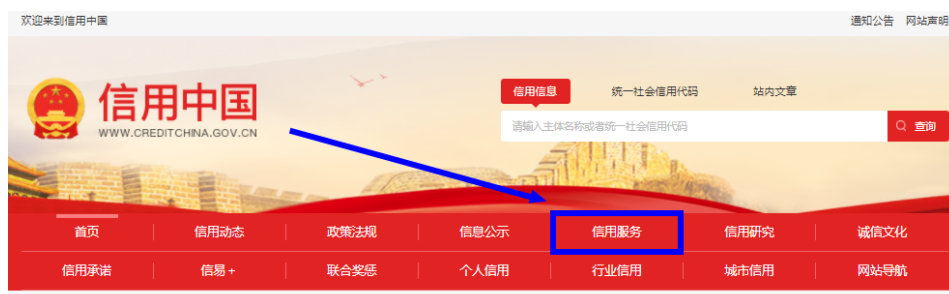 欢迎来到信用中国 通知公告 网站声明
信用信息 统一社会信用代码 站内文章
信用中国
WWW.CREDITCHINA.GOV.CN
请输入主体名称或者统一社会信用代码 查询
首页 信用动态 政策法规 信息公示 信用服务 信用研究 诚信文化
信用承诺 信易+ 联合奖惩 个人信用 行业信用 城市信用 网站导航